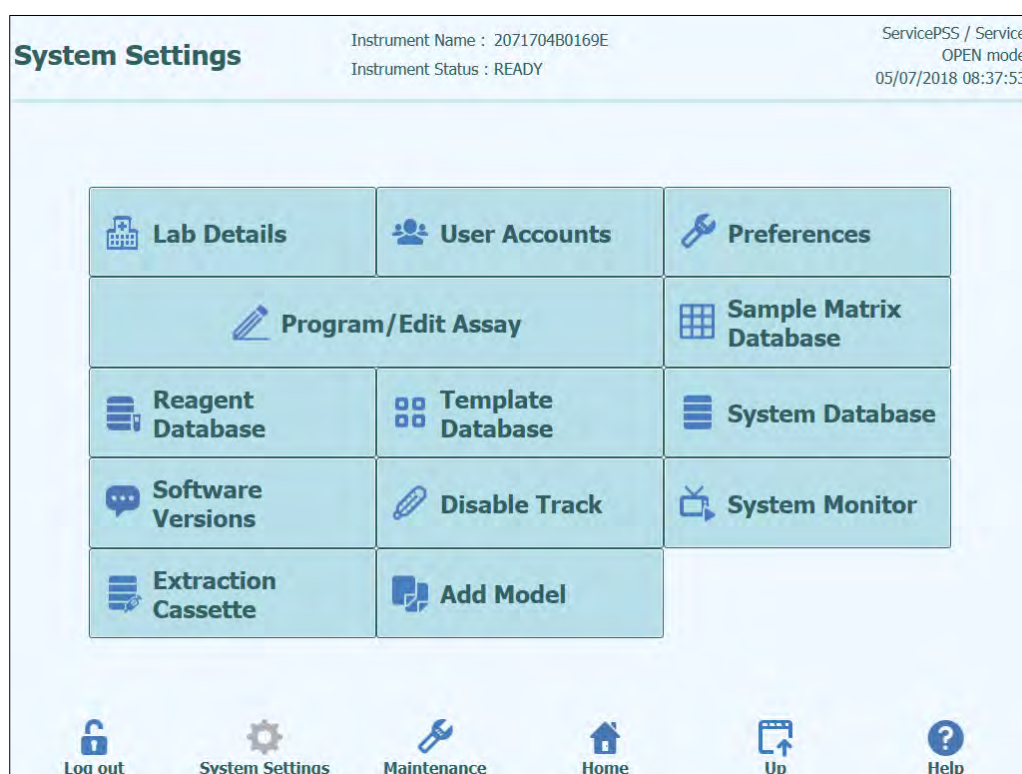 System Settings
Instrument Name : 2071704B0169E
Instrument Status : READY
ServicePSS / Service
OPEN mode
05/07/2018 08:37:53
Lab Details
User Accounts
Preferences
Program/Edit Assay
Sample Matrix
Database
Reagent
Database
Template
Database
System Database
Software
Versions
Disable Track
System Monitor
Extraction
Cassette
Add Model
Log out
System Settings
Maintenance
Home
Up
Help